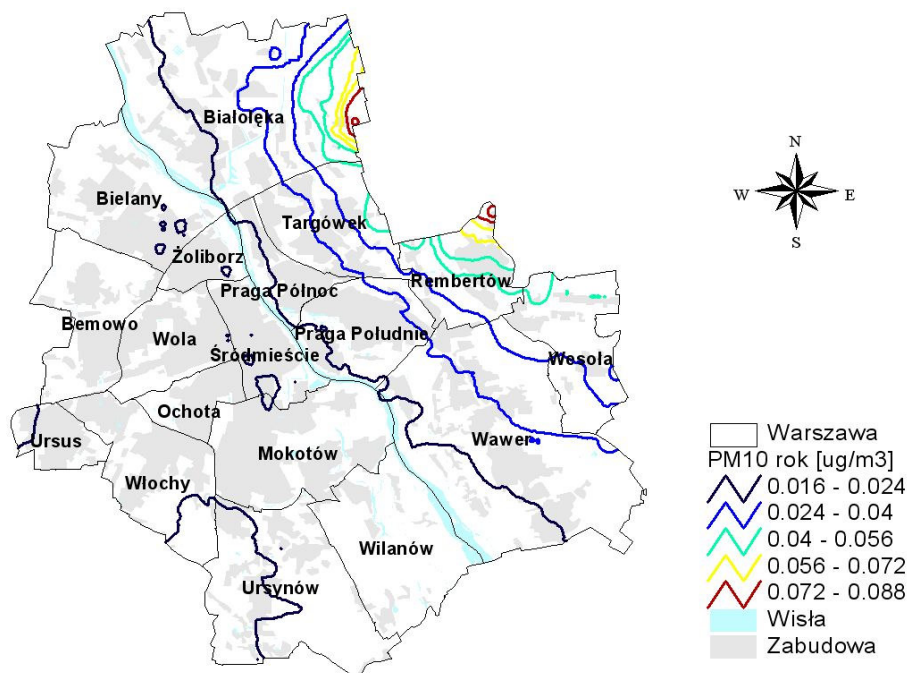 Białołęka
Bielany
Targówek
Żoliborz
Rembertów
Praga Północ
Bemowo
Wola
Praga Południe
Śródmieście
Wesoła
Ochota
Ursus
Mokotów
Wawer
Włochy
Wilanów
Ursynów
N
W E
S
Warszawa
PM10 rok [ug/m3]
0.016 - 0.024
0.024 - 0.04
0.04 - 0.056
0.056 - 0.072
0.072 - 0.088
Wisła
Zabudowa